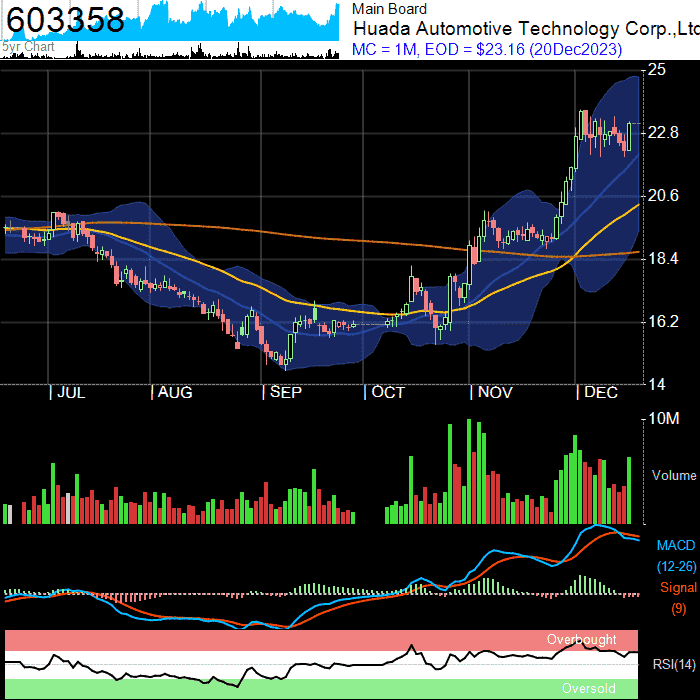 603358
5yr Chart
Main Board
Huada Automotive Technology Corp.,Ltd
MC = 1M, EOD = $23.16 (20Dec2023)
25
22.8
20.6
18.4
16.2
14
JUL
AUG
SEP
OCT
NOV
DEC
10M
Volume
MACD
(12-26)
Signal
(9)
Overbought
RSI(14)
Oversold